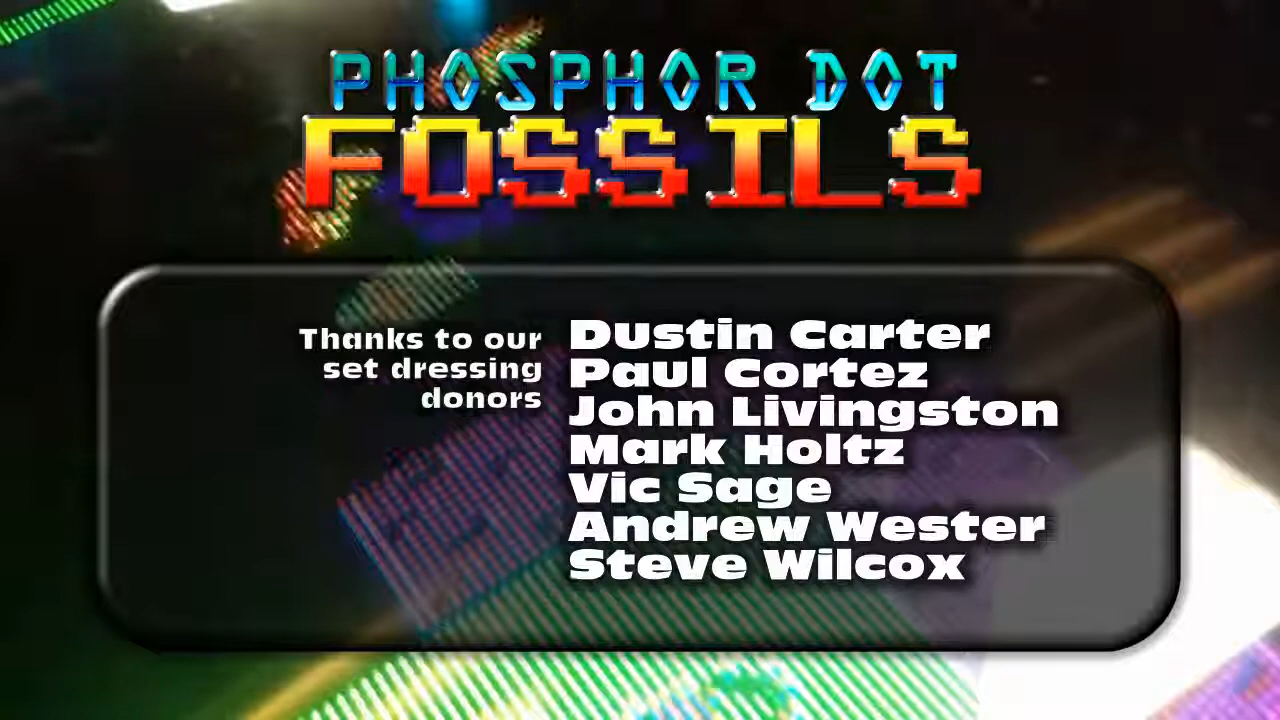 PHOSPHOR DOT
FOSSILS
Thanks to our
set dressing
donors
Dustin Carter
Paul Cortez
John Livingston
Mark Holtz
Vic Sage
Andrew Wester
Steve Wilcox